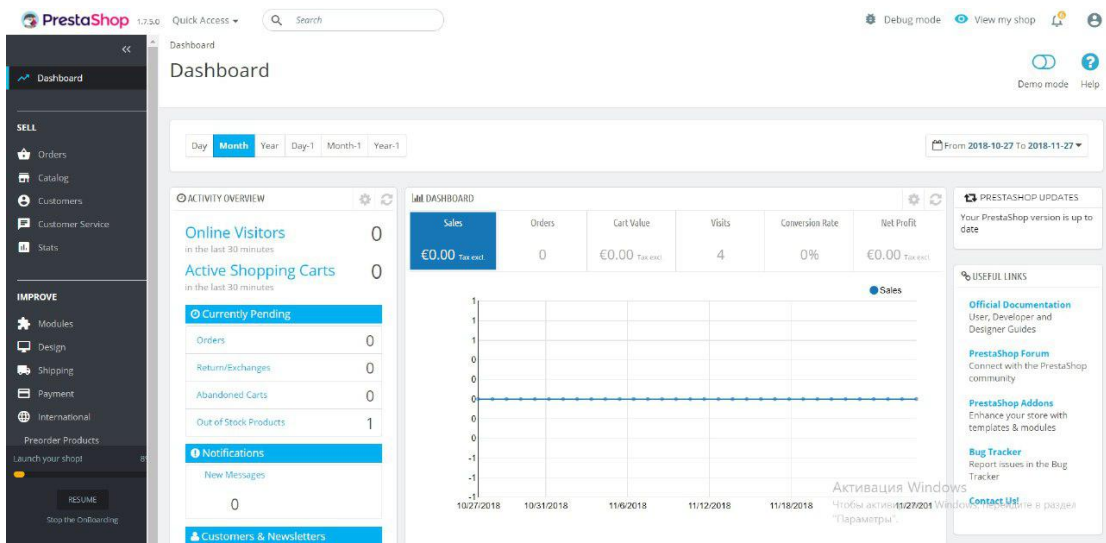 PrestaShop 1.7.5.0 Quick Access Search Debug mode View my shop 6
Dashboard
Dashboard
Demo mode Help
Dashboard
SELL
Orders
Catalog
Customers
Customer Service
Stats
IMPROVE
Modules
Design
Shipping
Payment
International
Preorder Products
Launch your shop!
RESUME
Stop the OnBoarding
Day Month Year Day-1 Month-1 Year-1
From 2018-10-27 To 2018-11-27
ACTIVITY OVERVIEW
Online Visitors 0
in the last 30 minutes
Active Shopping Carts 0
in the last 30 minutes
Currently Pending
Orders 0
Return/Exchanges 0
Abandoned Carts 0
Out of Stock Products 1
Notifications
New Messages
0
Customers & Newsletters
DASHBOARD
Sales Orders Cart Value Visits Conversion Rate Net Profit
€0.00 Tax excl. 0 €0.00 Tax excl. 4 0% €0.00 Tax excl.
Sales
1
1
1
0
0
0
0
0
-1
-1
-1
10/27/2018 10/31/2018 11/6/2018 11/12/2018 11/18/2018 11/27/201
PRESTASHOP UPDATES
Your PrestaShop version is up to
date
USEFUL LINKS
Official Documentation
User, Developer and
Designer Guides
PrestaShop Forum
Connect with the PrestaShop
community
PrestaShop Addons
Enhance your store with
templates & modules
Bug Tracker
Report issues in the Bug
Tracker
Contact Us!
Активация Windows
Чтобы активировать Windows, перейдите в раздел
"Параметры".